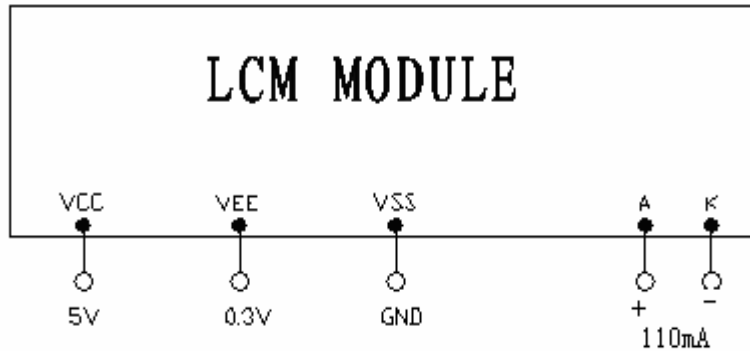 LCM MODULE
VCC VEE VSS A K
5V 0.3V GND + -
110mA